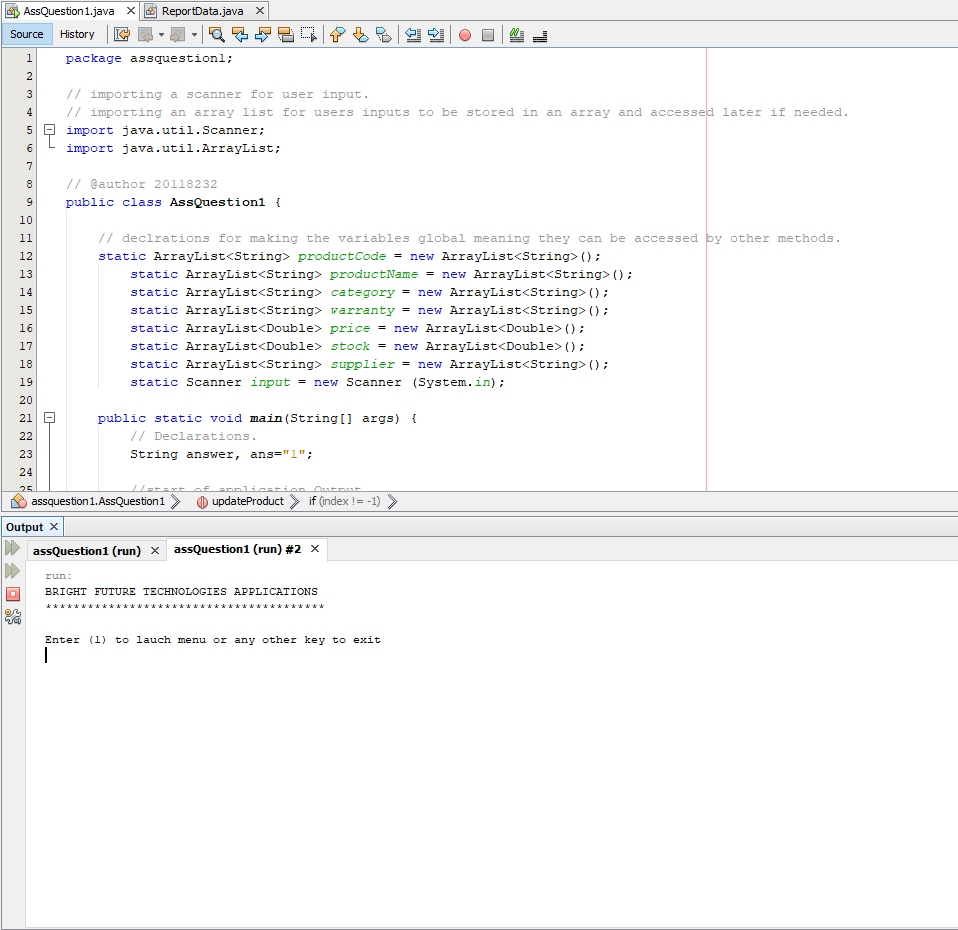 AssQuestion1.java ReportData.java
Source History
1 package assquestion1;
2
3 // importing a scanner for user input.
4 // importing an array list for users inputs to be stored in an array and accessed later if needed.
5 import java.util.Scanner;
6 import java.util.ArrayList;
7
8 // @author 20118232
9 public class AssQuestion1 {
10
11 // declrations for making the variables global meaning they can be accessed by other methods.
12 static ArrayList<String> productCode = new ArrayList<String>();
13 static ArrayList<String> productName = new ArrayList<String>();
14 static ArrayList<String> category = new ArrayList<String>();
15 static ArrayList<String> warranty = new ArrayList<String>();
16 static ArrayList<Double> price = new ArrayList<Double>();
17 static ArrayList<Double> stock = new ArrayList<Double>();
18 static ArrayList<String> supplier = new ArrayList<String>();
19 static Scanner input = new Scanner (System.in);
20
21 public static void main(String[] args) {
22 // Declarations.
23 String answer, ans="1";
24
25 //start of application Output
assquestion1.AssQuestion1 updateProduct if (index != -1)
Output
assQuestion1 (run) assQuestion1 (run) #2
run:
BRIGHT FUTURE TECHNOLOGIES APPLICATIONS
****************************************
Enter (1) to lauch menu or any other key to exit